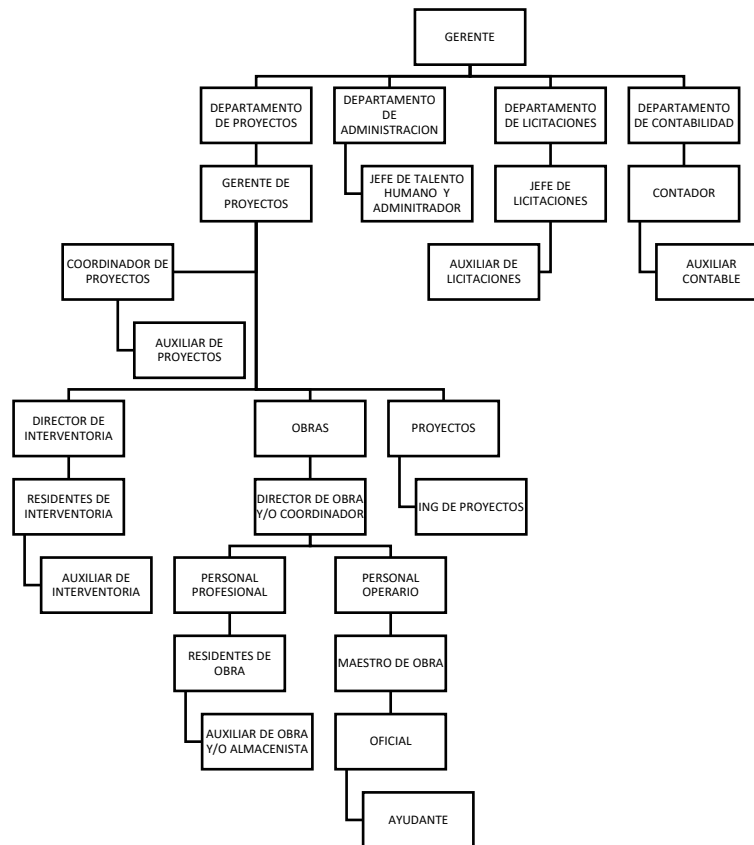 GERENTE
DEPARTAMENTO
DE PROYECTOS
DEPARTAMENTO
DE
ADMINISTRACION
DEPARTAMENTO
DE LICITACIONES
DEPARTAMENTO
DE CONTABILIDAD
GERENTE DE
PROYECTOS
JEFE DE TALENTO
HUMANO Y
ADMINITRADOR
JEFE DE
LICITACIONES
CONTADOR
COORDINADOR DE
PROYECTOS
AUXILIAR DE
LICITACIONES
AUXILIAR
CONTABLE
AUXILIAR DE
PROYECTOS
DIRECTOR DE
INTERVENTORIA
OBRAS
PROYECTOS
RESIDENTES DE
INTERVENTORIA
DIRECTOR DE OBRA
Y/O COORDINADOR
ING DE PROYECTOS
AUXILIAR DE
INTERVENTORIA
PERSONAL
PROFESIONAL
PERSONAL
OPERARIO
RESIDENTES DE
OBRA
MAESTRO DE OBRA
AUXILIAR DE OBRA
Y/O ALMACENISTA
OFICIAL
AYUDANTE